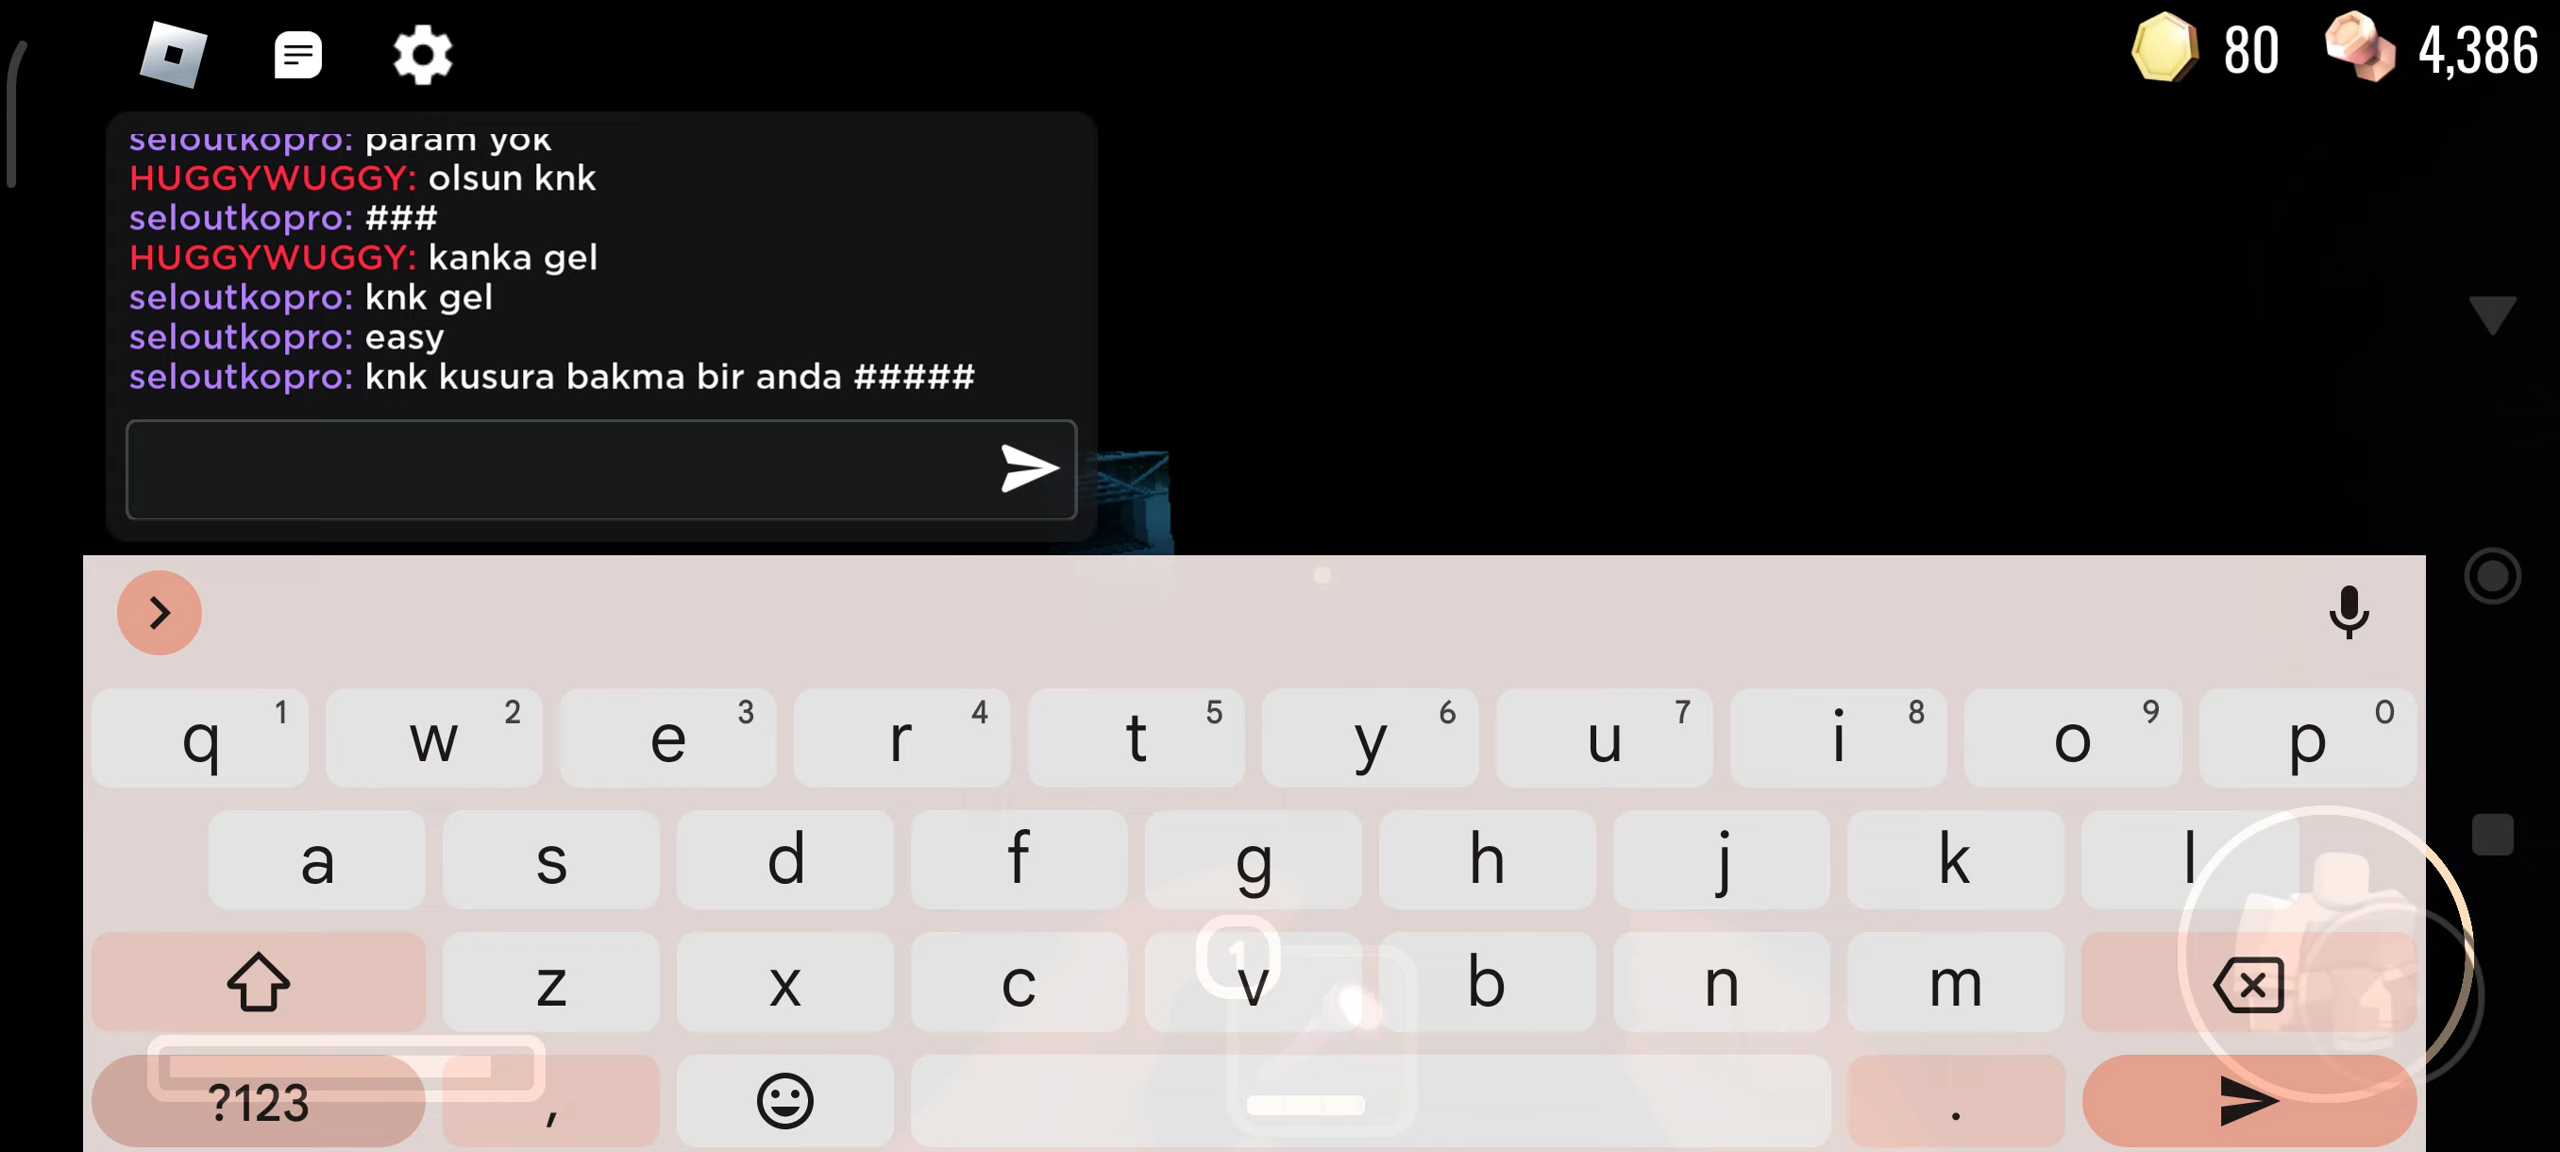 80 4,386
seloutkopro: param yok
HUGGYWUGGY: olsun knk
seloutkopro: ###
HUGGYWUGGY: kanka gel
seloutkopro: knk gel
seloutkopro: easy
seloutkopro: knk kusura bakma bir anda #####
q 1 w 2 e 3 r 4 t 5 y 6 u 7 i 8 o 9 p 0
a s d f g h j k l
1
z x c v b n m
?123 , .